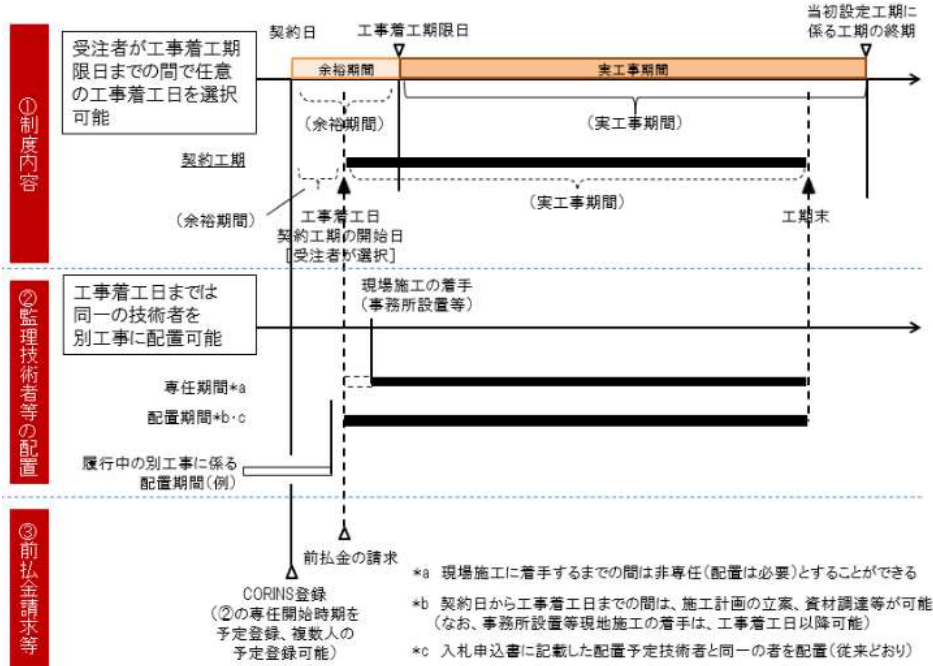 ①制度内容
受注者が工事着工期
限日までの間で任意
の工事着工日を選択
可能
契約日
工事着工期限日
当初設定工期に
係る工期の終期
余裕期間
実工事期間
(余裕期間)
(実工事期間)
契約工期
(余裕期間)
(実工事期間)
工事着工日
契約工期の開始日
[受注者が選択]
工期末
②監理技術者等の配置
工事着工日までは
同一の技術者を
別工事に配置可能
現場施工の着手
(事務所設置等)
専任期間*a
配置期間*b・c
履行中の別工事に係る
配置期間(例)
③前払金請求等
前払金の請求
CORINS登録
(②の専任開始時期を
予定登録、複数人の
予定登録可能)
*a 現場施工に着手するまでの間は非専任(配置は必要)とすることができる
*b 契約日から工事着工日までの間は、施工計画の立案、資材調達等が可能
(なお、事務所設置等現地施工の着手は、工事着工日以降可能)
*c 入札申込書に記載した配置予定技術者と同一の者を配置(従来どおり)